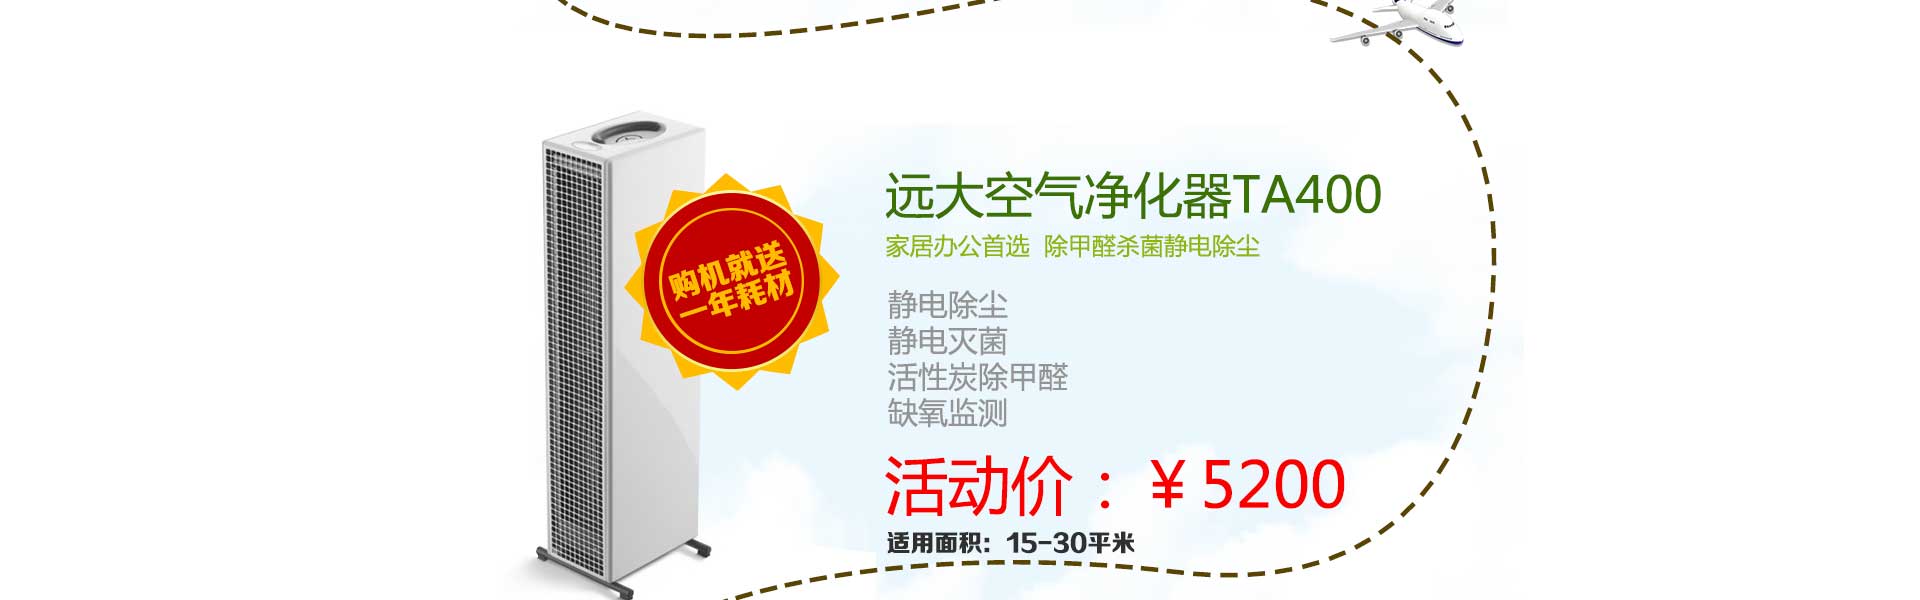 购机就送
一年耗材
远大空气净化器TA400
家居办公首选 除甲醛杀菌静电除尘
静电除尘
静电灭菌
活性炭除甲醛
缺氧监测
活动价：￥5200
适用面积：15-30平米